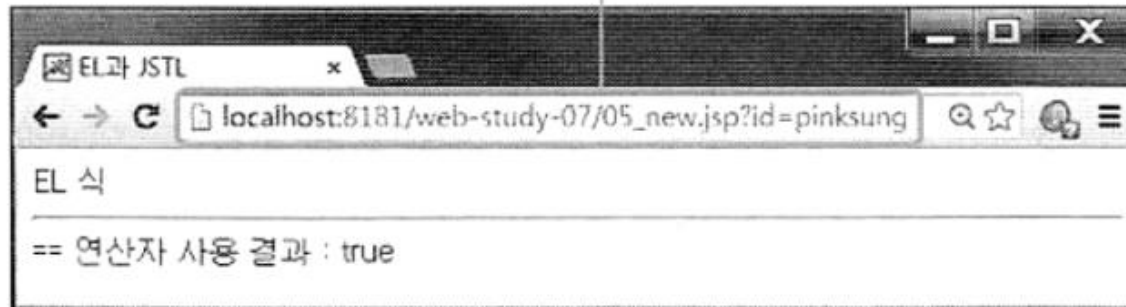 EL과 JSTL
localhost:8181/web-study-07/05_new.jsp?id=pinksung
EL 식
== 연산자 사용 결과 : true